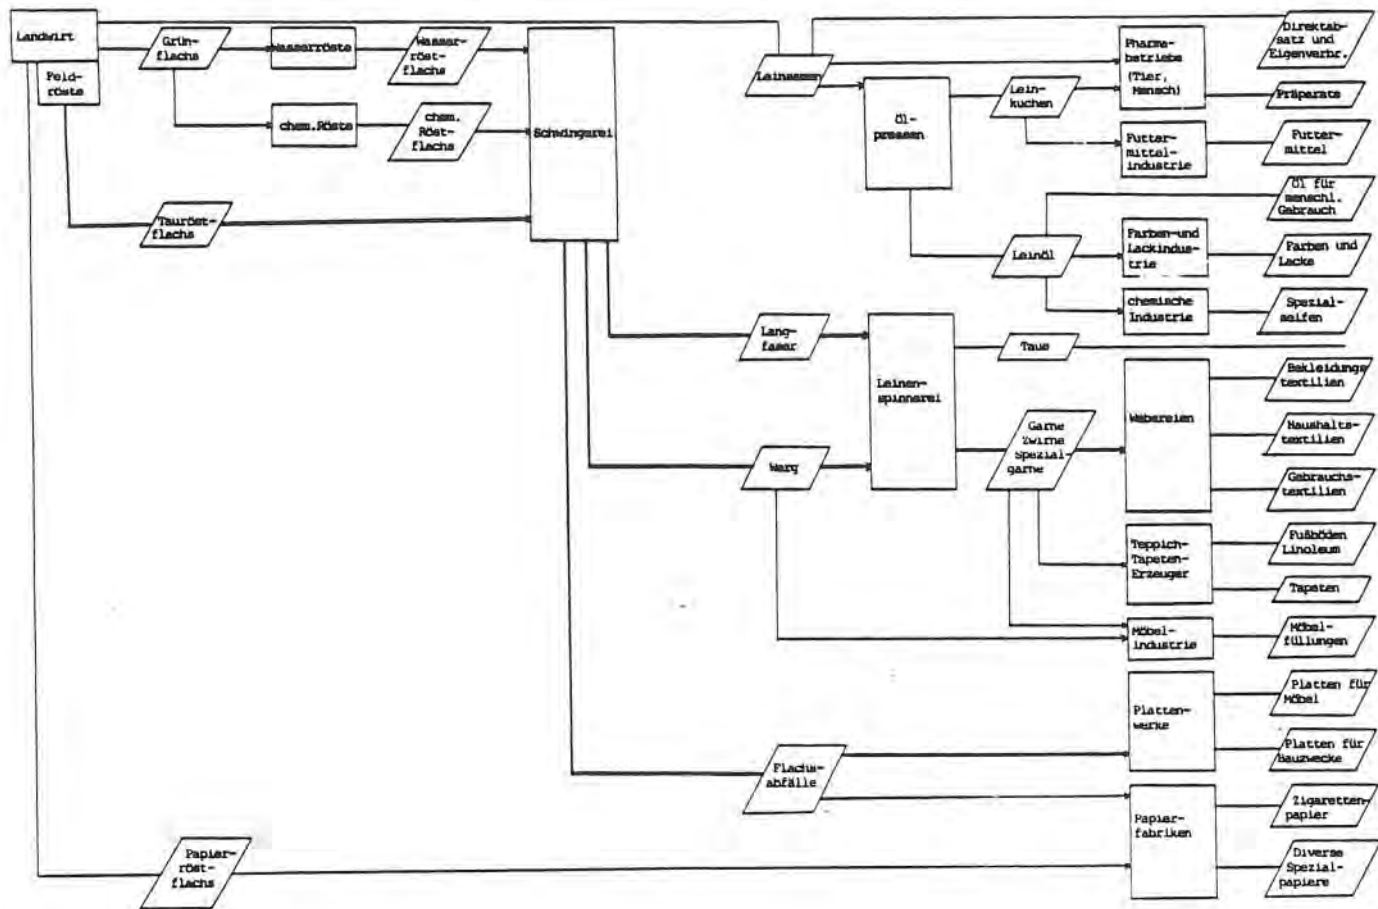 Landwirt
Feld-
röste
Grün-
flachs
Wasserröste
Wasser-
röst-
flachs
chem.Röste
chem.
Röst-
flachs
Tauröst-
flachs
Schwingerei
Leinsamen
Öl-
pressen
Lein-
kuchen
Pharma-
betriebe
(Tier,
Mensch)
Direktab-
satz und
Eigenverbr.
Präparate
Futter-
mittel-
industrie
Futter-
mittel
Öl für
menschl.
Gebrauch
Leinöl
Farben-und
Lackindus-
trie
Farben und
Lacke
chemische
Industrie
Spezial-
seifen
Lang-
faser
Leinen-
spinnerei
Taue
Werg
Garne
Zwirne
Spezial-
garne
Webereien
Bekleidungs
textilien
Haushalts-
textilien
Gebrauchs-
textilien
Teppich-
Tapeten-
Erzeuger
Fußböden
Linoleum
Tapeten
Möbel-
industrie
Möbel-
füllungen
Platten-
werke
Platten für
Möbel
Platten für
Bauzwecke
Flachs-
abfälle
Papier-
fabriken
Zigaretten-
papier
Diverse
Spezial-
papiere
Papier-
röst-
flachs